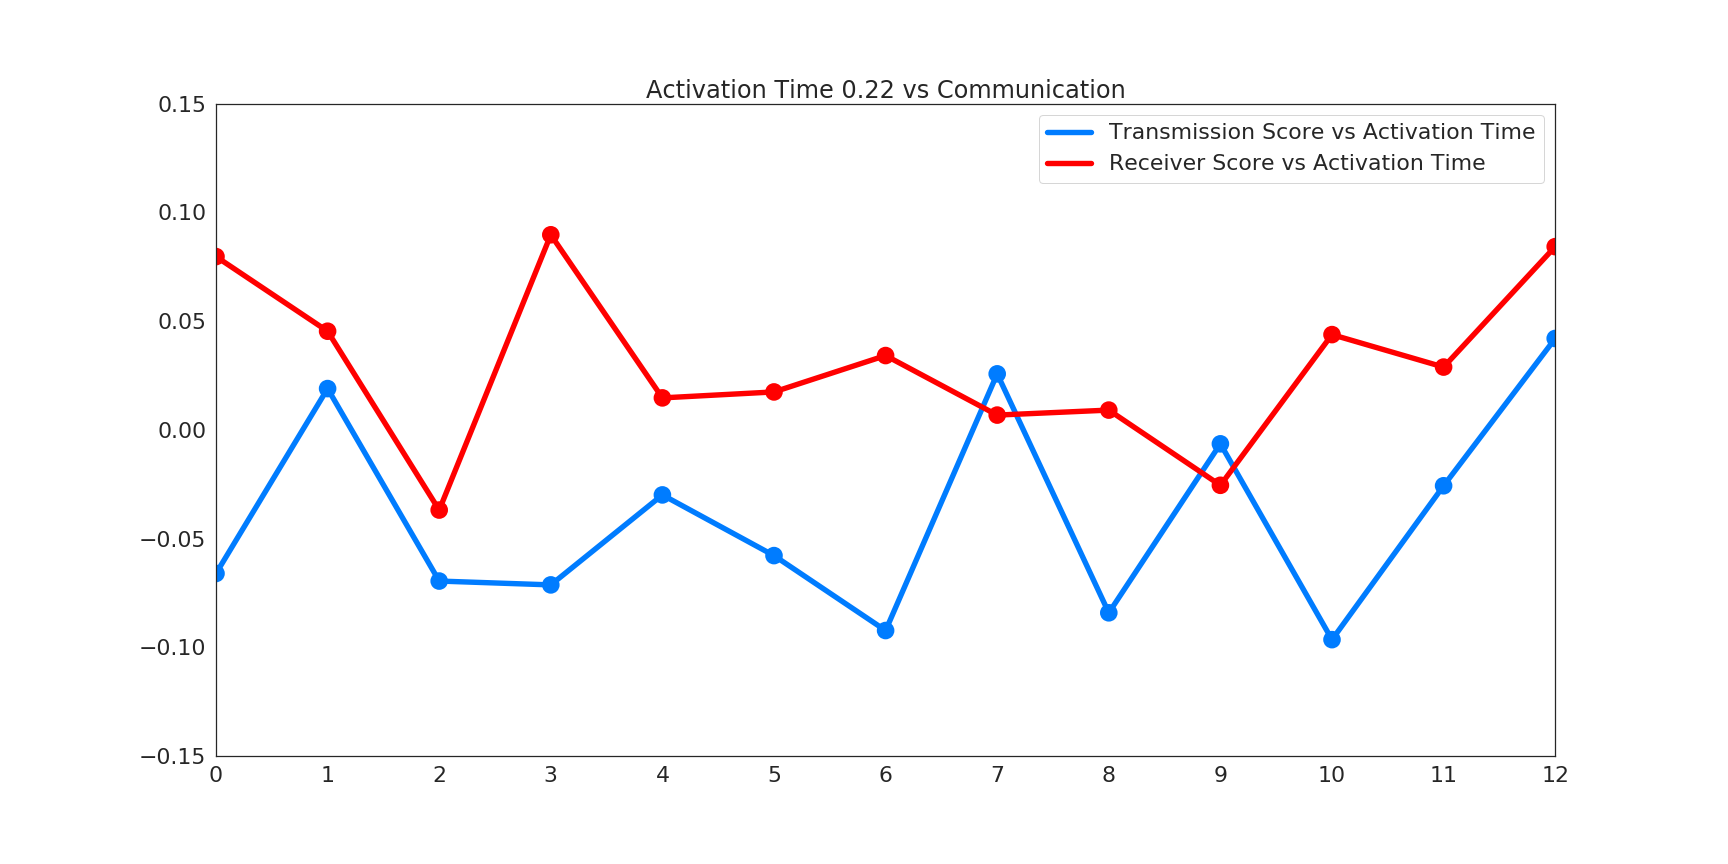 Activation Time 0.22 vs Communication
Transmission Score vs Activation Time
Receiver Score vs Activation Time
0.15
0.10
0.05
0.00
−0.05
−0.10
−0.15
0 1 2 3 4 5 6 7 8 9 10 11 12